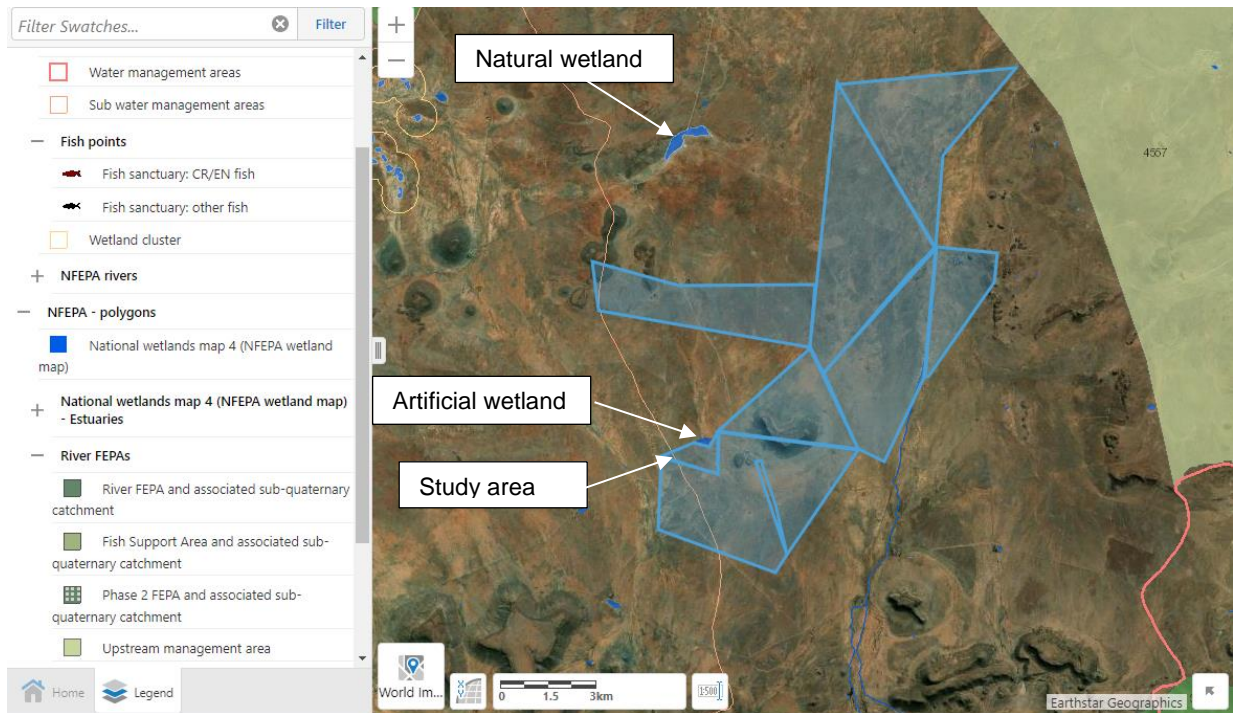 Filter Swatches...
Filter
Water management areas
Sub water management areas
Fish points
Fish sanctuary: CR/EN fish
Fish sanctuary: other fish
Wetland cluster
NFEPA rivers
NFEPA - polygons
National wetlands map 4 (NFEPA wetland
map)
National wetlands map 4 (NFEPA wetland map)
- Estuaries
River FEPAs
River FEPA and associated sub-quaternary
catchment
Fish Support Area and associated sub-
quaternary catchment
Phase 2 FEPA and associated sub-
quaternary catchment
Upstream management area
Home
Legend
Natural wetland
4557
Artificial wetland
Study area
World Im...
X Y
0 1.5 3km
1:500
Earthstar Geographics